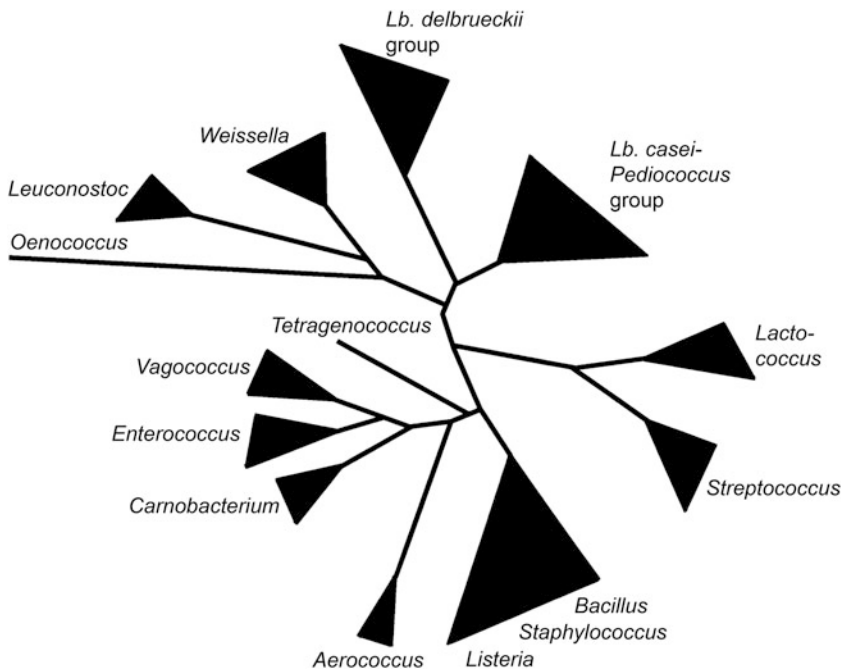 Lb. delbrueckii
group
Weissella
Lb. casei-
Pediococcus
group
Leuconostoc
Oenococcus
Tetragenococcus
Lacto-
coccus
Vagococcus
Enterococcus
Carnobacterium
Streptococcus
Bacillus
Staphylococcus
Aerococcus
Listeria